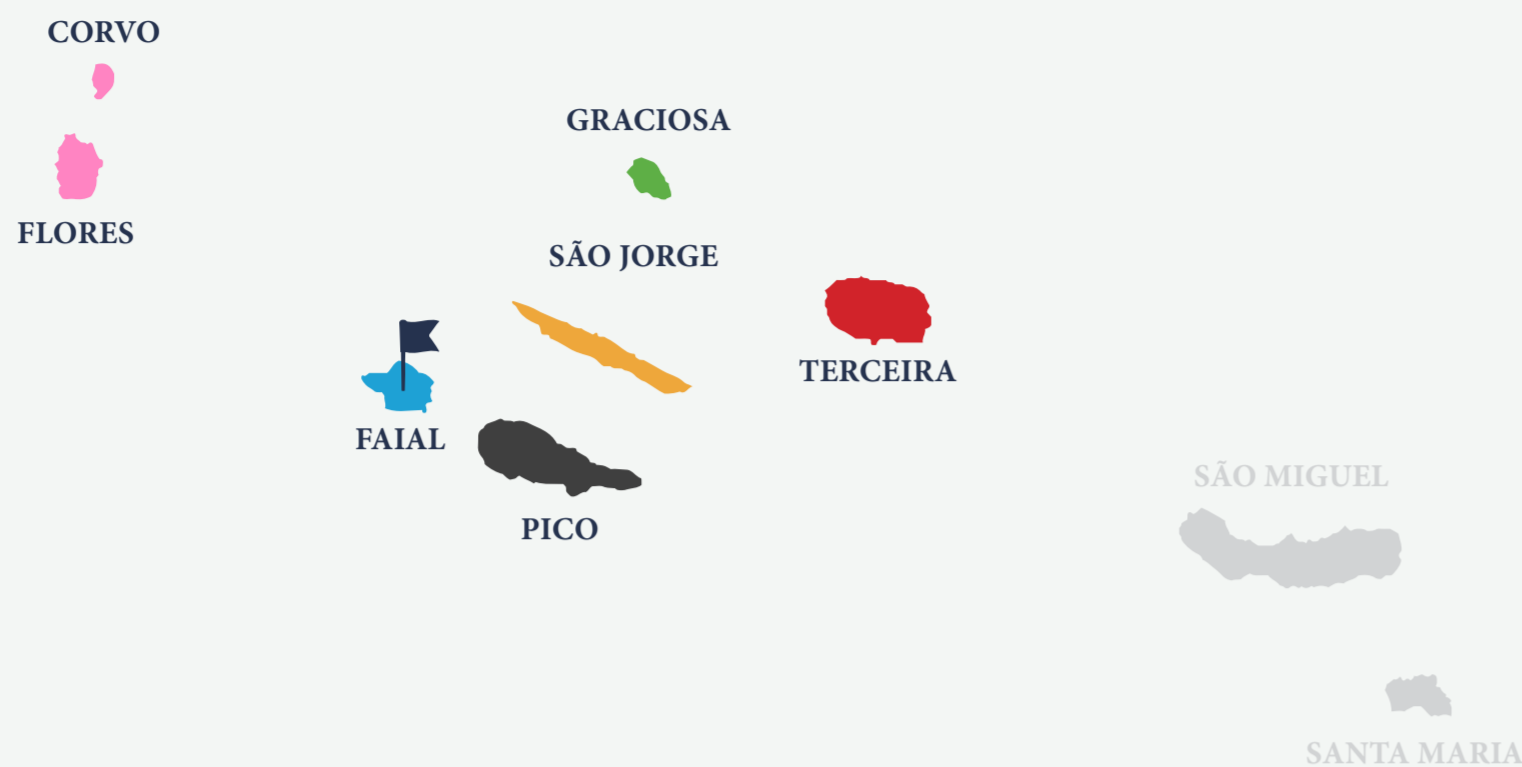 CORVO
GRACIOSA
FLORES
SÃO JORGE
TERCEIRA
FAIAL
SÃO MIGUEL
PICO
SANTA MARIA